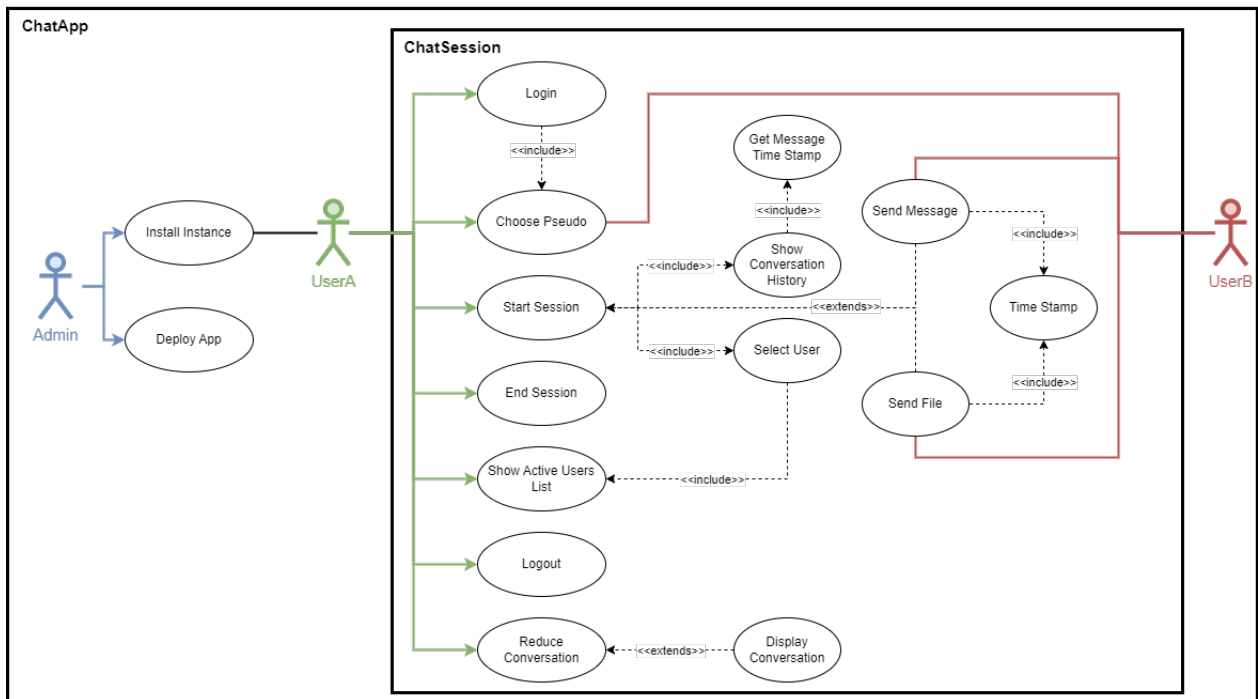 ChatApp
ChatSession
Login
<<include>>
Get Message
Time Stamp
Choose Pseudo
Send Message
Install Instance
<<include>>
<<include>>
Show
Conversation
History
<<include>>
UserA
UserB
Start Session
<<extends>>
Time Stamp
Admin
Deploy App
<<include>>
Select User
<<include>>
End Session
Send File
Show Active Users
List
<<include>>
Logout
Reduce
Conversation
<<extends>>
Display
Conversation